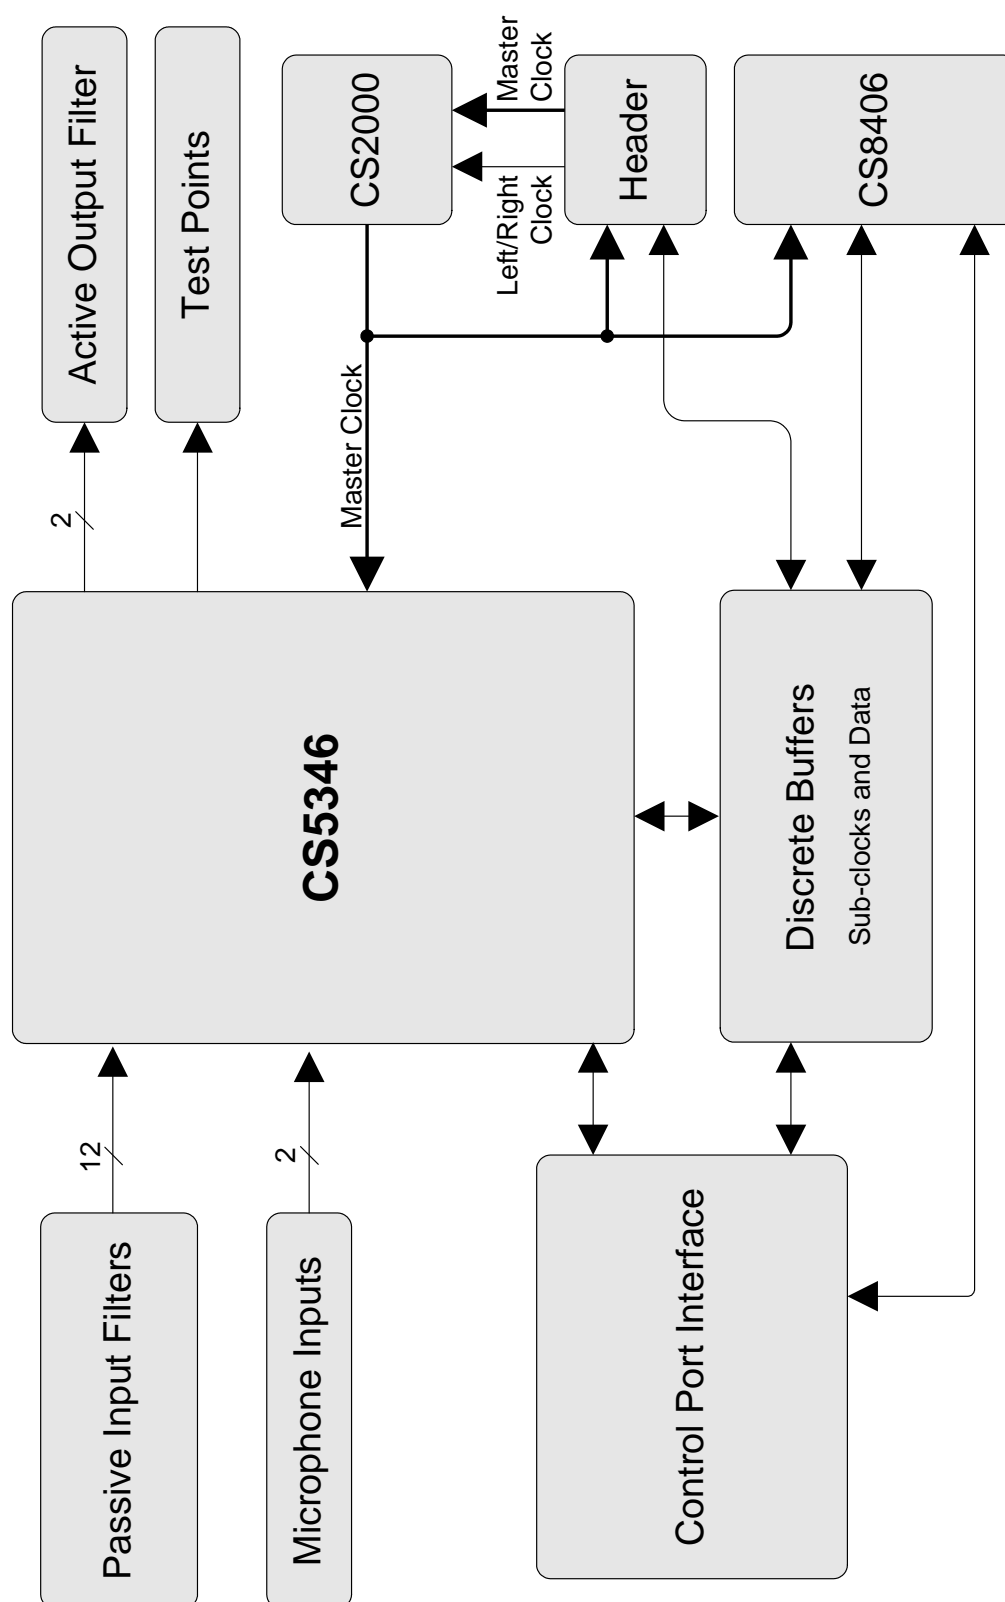 Passive Input Filters
12
Microphone Inputs
2
CS5346
2
Active Output Filter
Test Points
Master Clock
CS2000
Master
Clock
Left/Right
Clock
Header
CS8406
Discrete Buffers
Sub-clocks and Data
Control Port Interface